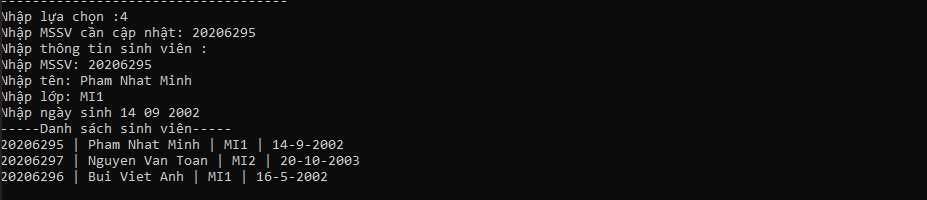 ------------------------------------
Nhập lựa chọn :4
Nhập MSSV cần cập nhật: 20206295
Nhập thông tin sinh viên :
Nhập MSSV: 20206295
Nhập tên: Pham Nhat Minh
Nhập lớp: MI1
Nhập ngày sinh 14 09 2002
-----Danh sách sinh viên-----
20206295 | Pham Nhat Minh | MI1 | 14-9-2002
20206297 | Nguyen Van Toan | MI2 | 20-10-2003
20206296 | Bui Viet Anh | MI1 | 16-5-2002